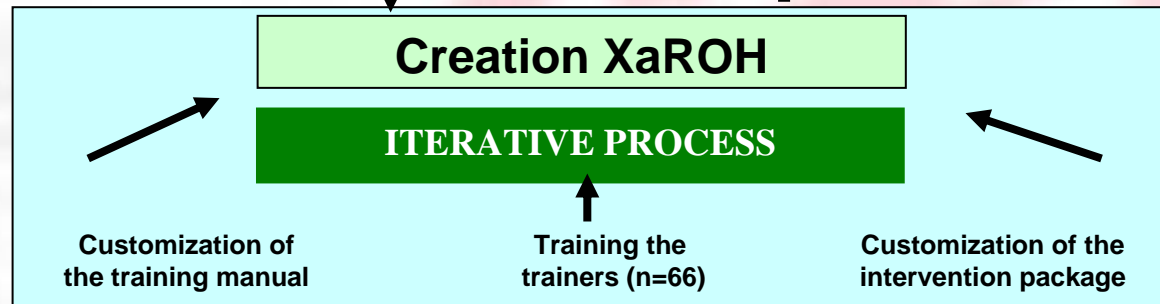 Creation XaROH
ITERATIVE PROCESS
Customization of
the training manual
Training the
trainers (n=66)
Customization of the
intervention package